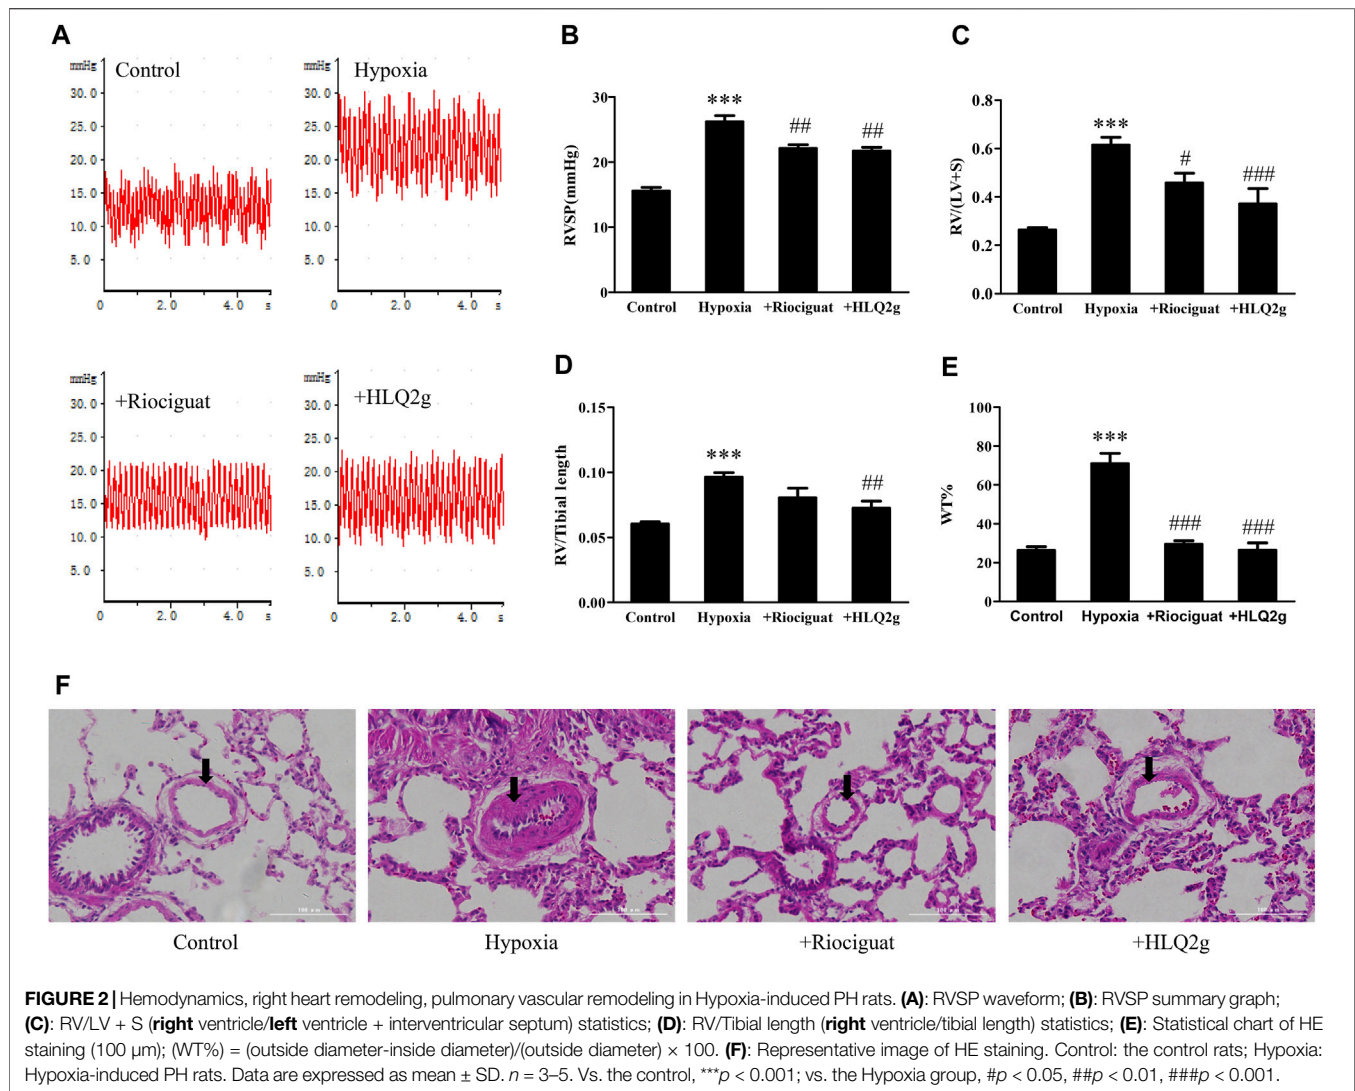 A
mmHg
Control
30.0
25.0
20.0
15.0
10.0
5.0
0 2.0 4.0 s
mmHg
Hypoxia
30.0
25.0
20.0
15.0
10.0
5.0
0 2.0 4.0 s
mmHg
+Riociguat
30.0
25.0
20.0
15.0
10.0
5.0
0 2.0 4.0 s
mmHg
+HLQ2g
30.0
25.0
20.0
15.0
10.0
5.0
0 2.0 4.0 s
B
RVSP(mmHg)
30
20
10
0
***
##
##
Control Hypoxia +Riociguat +HLQ2g
C
RV/(LV+S)
0.8
0.6
0.4
0.2
0.0
***
#
###
Control Hypoxia +Riociguat +HLQ2g
D
RV/Tibial length
0.15
0.10
0.05
0.00
***
##
Control Hypoxia +Riociguat +HLQ2g
E
WT%
100
80
60
40
20
0
***
###
###
Control Hypoxia +Riociguat +HLQ2g
F
100 um
100 um
100 um
100 um
Control Hypoxia +Riociguat +HLQ2g
FIGURE 2 | Hemodynamics, right heart remodeling, pulmonary vascular remodeling in Hypoxia-induced PH rats. (A): RVSP waveform; (B): RVSP summary graph;
(C): RV/LV + S (right ventricle/left ventricle + interventricular septum) statistics; (D): RV/Tibial length (right ventricle/tibial length) statistics; (E): Statistical chart of HE
staining (100 μm); (WT%) = (outside diameter-inside diameter)/(outside diameter) × 100. (F): Representative image of HE staining. Control: the control rats; Hypoxia:
Hypoxia-induced PH rats. Data are expressed as mean ± SD. n = 3–5. Vs. the control, ***p < 0.001; vs. the Hypoxia group, #p < 0.05, ##p < 0.01, ###p < 0.001.